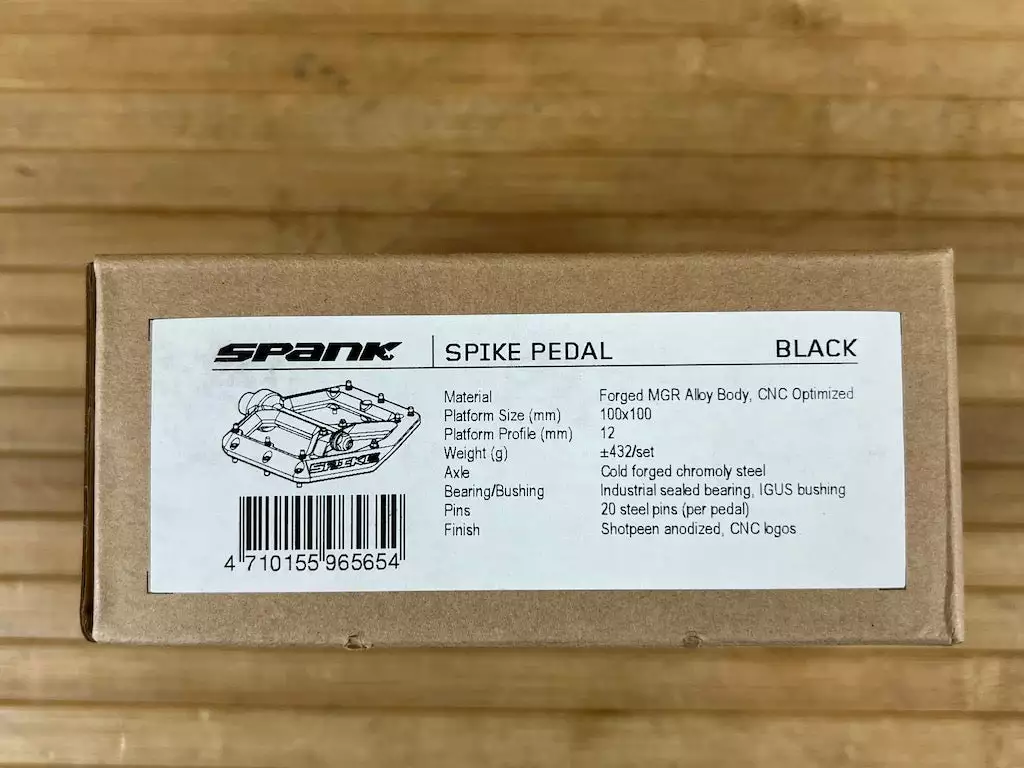 SPANK SPIKE PEDAL BLACK
Material Forged MGR Alloy Body, CNC Optimized
Platform Size (mm) 100x100
Platform Profile (mm) 12
Weight (g) ±432/set
Axle Cold forged chromoly steel
Bearing/Bushing Industrial sealed bearing, IGUS bushing
Pins 20 steel pins (per pedal)
Finish Shotpeen anodized, CNC logos
SPIKE
4 710155 965654